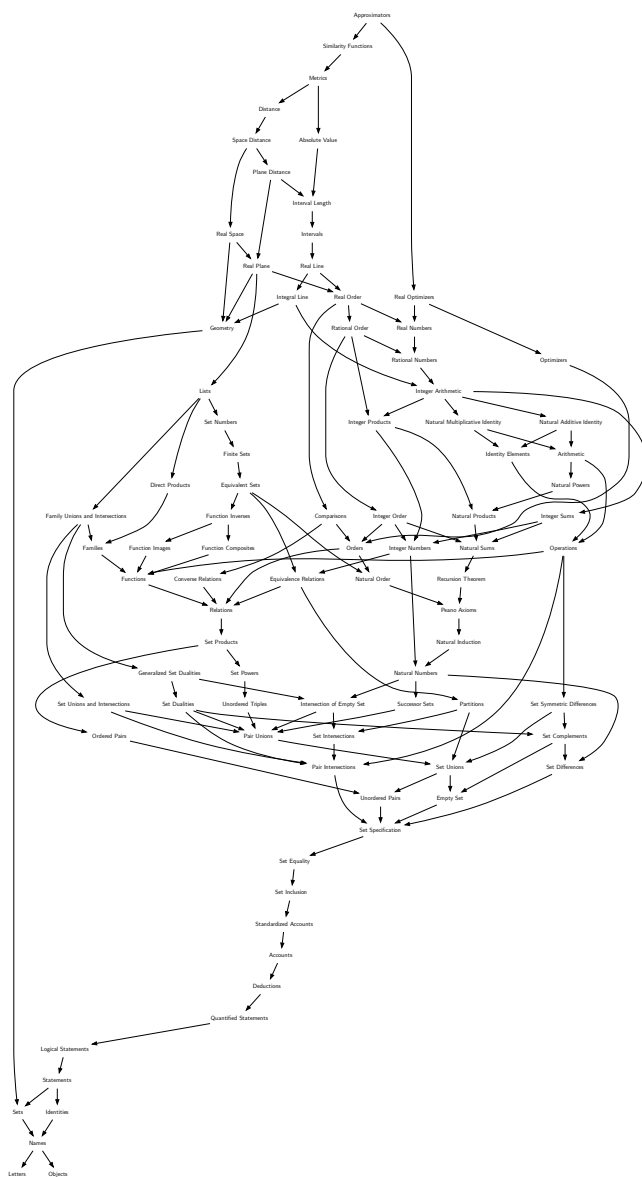 Approximators
Similarity Functions
Metrics
Distance
Space Distance
Absolute Value
Plane Distance
Interval Length
Real Space
Intervals
Real Plane
Real Line
Integral Line
Real Order
Real Optimizers
Geometry
Rational Order
Real Numbers
Rational Numbers
Optimizers
Lists
Integer Arithmetic
Set Numbers
Integer Products
Natural Multiplicative Identity
Natural Additive Identity
Finite Sets
Identity Elements
Arithmetic
Direct Products
Equivalent Sets
Natural Powers
Family Unions and Intersections
Function Inverses
Comparisons
Integer Order
Natural Products
Integer Sums
Families
Function Images
Function Composites
Orders
Integer Numbers
Natural Sums
Operations
Functions
Converse Relations
Equivalence Relations
Natural Order
Recursion Theorem
Relations
Peano Axioms
Set Products
Natural Induction
Generalized Set Dualities
Set Powers
Natural Numbers
Set Unions and Intersections
Set Dualities
Unordered Triples
Intersection of Empty Set
Successor Sets
Partitions
Set Symmetric Differences
Ordered Pairs
Pair Unions
Set Intersections
Set Complements
Pair Intersections
Set Unions
Set Differences
Unordered Pairs
Empty Set
Set Specification
Set Equality
Set Inclusion
Standardized Accounts
Accounts
Deductions
Quantified Statements
Logical Statements
Statements
Sets
Identities
Names
Letters
Objects